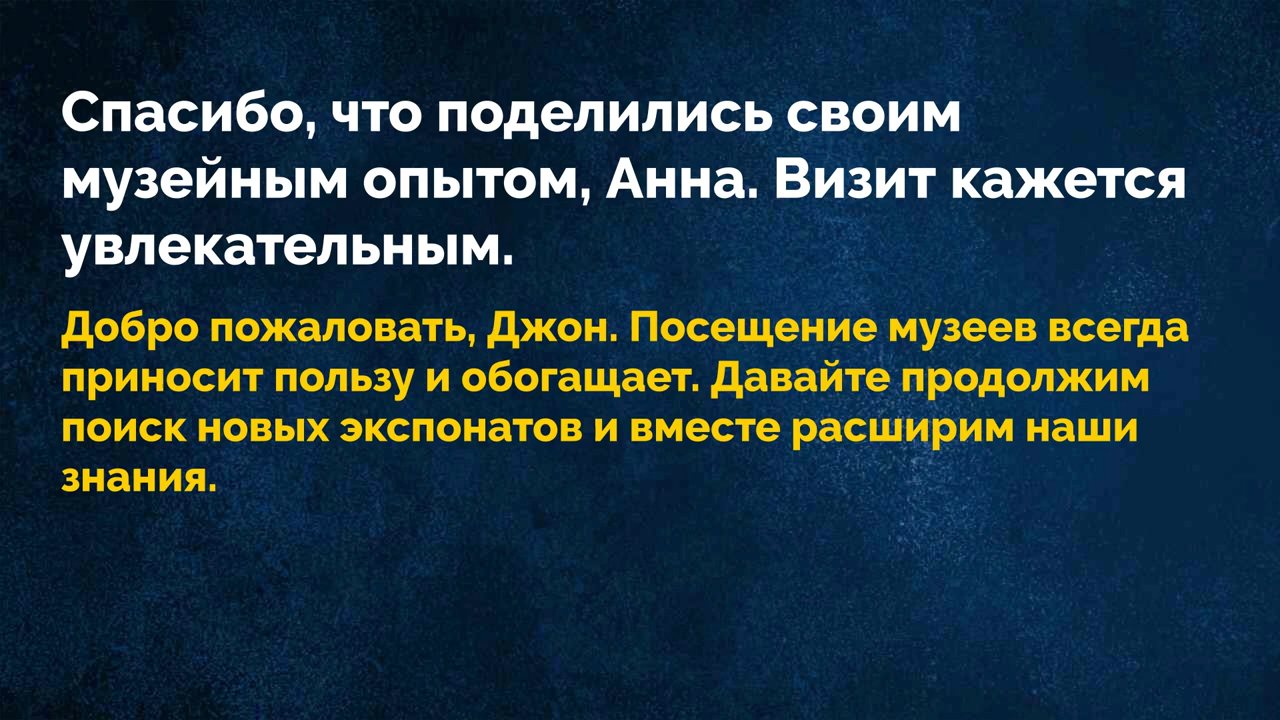 Спасибо, что поделились своим
музейным опытом, Анна. Визит кажется
увлекательным.
Добро пожаловать, Джон. Посещение музеев всегда
приносит пользу и обогащает. Давайте продолжим
поиск новых экспонатов и вместе расширим наши
знания.